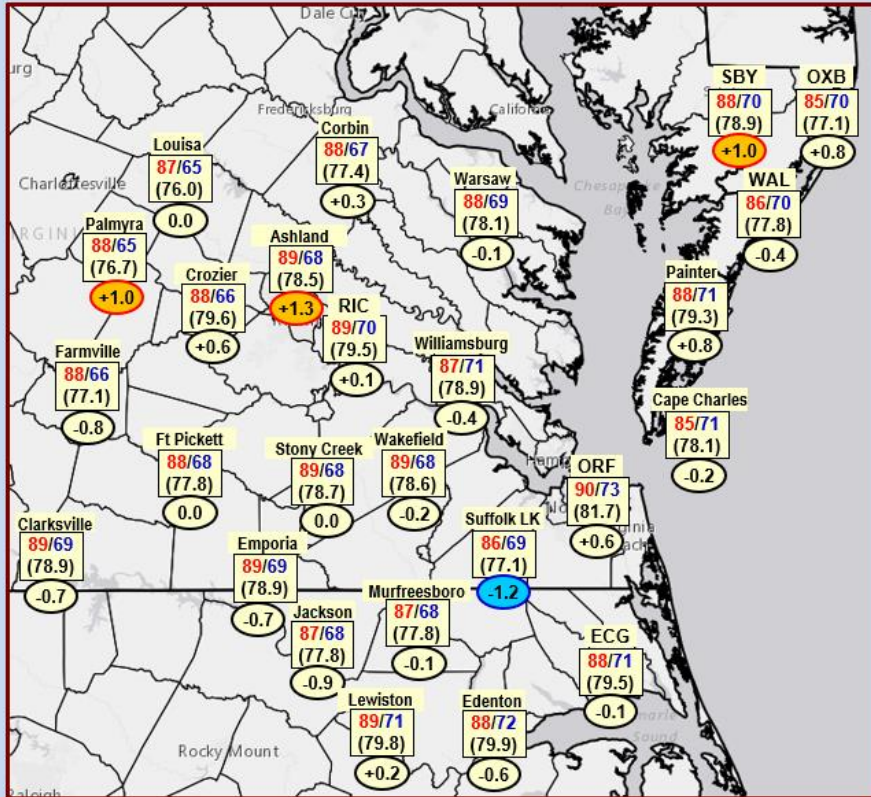 Dale City
urg
Fredericksburg
California
SBY
88/70
(78.9)
+1.0
OXB
85/70
(77.1)
+0.8
Corbin
88/67
(77.4)
+0.3
Louisa
87/65
(76.0)
0.0
Charlottesville
Warsaw
88/69
(78.1)
-0.1
Chesapeake
Bay
WAL
86/70
(77.8)
-0.4
Palmyra
88/65
(76.7)
+1.0
Ashland
89/68
(78.5)
+1.3
Crozier
88/66
(79.6)
+0.6
RIC
89/70
(79.5)
+0.1
Painter
88/71
(79.3)
+0.8
Farmville
88/66
(77.1)
-0.8
Williamsburg
87/71
(78.9)
-0.4
Cape Charles
85/71
(78.1)
-0.2
Ft Pickett
88/68
(77.8)
0.0
Stony Creek
89/68
(78.7)
0.0
Wakefield
89/68
(78.6)
-0.2
ORF
90/73
(81.7)
+0.6
Clarksville
89/69
(78.9)
-0.7
Emporia
89/69
(78.9)
-0.7
Suffolk LK
86/69
(77.1)
-1.2
Jackson
87/68
(77.8)
-0.9
Murfreesboro
87/68
(77.8)
-0.1
ECG
88/71
(79.5)
-0.1
Lewiston
89/71
(79.8)
+0.2
Edenton
88/72
(79.9)
-0.6
Sound
Rocky Mount
Raleigh